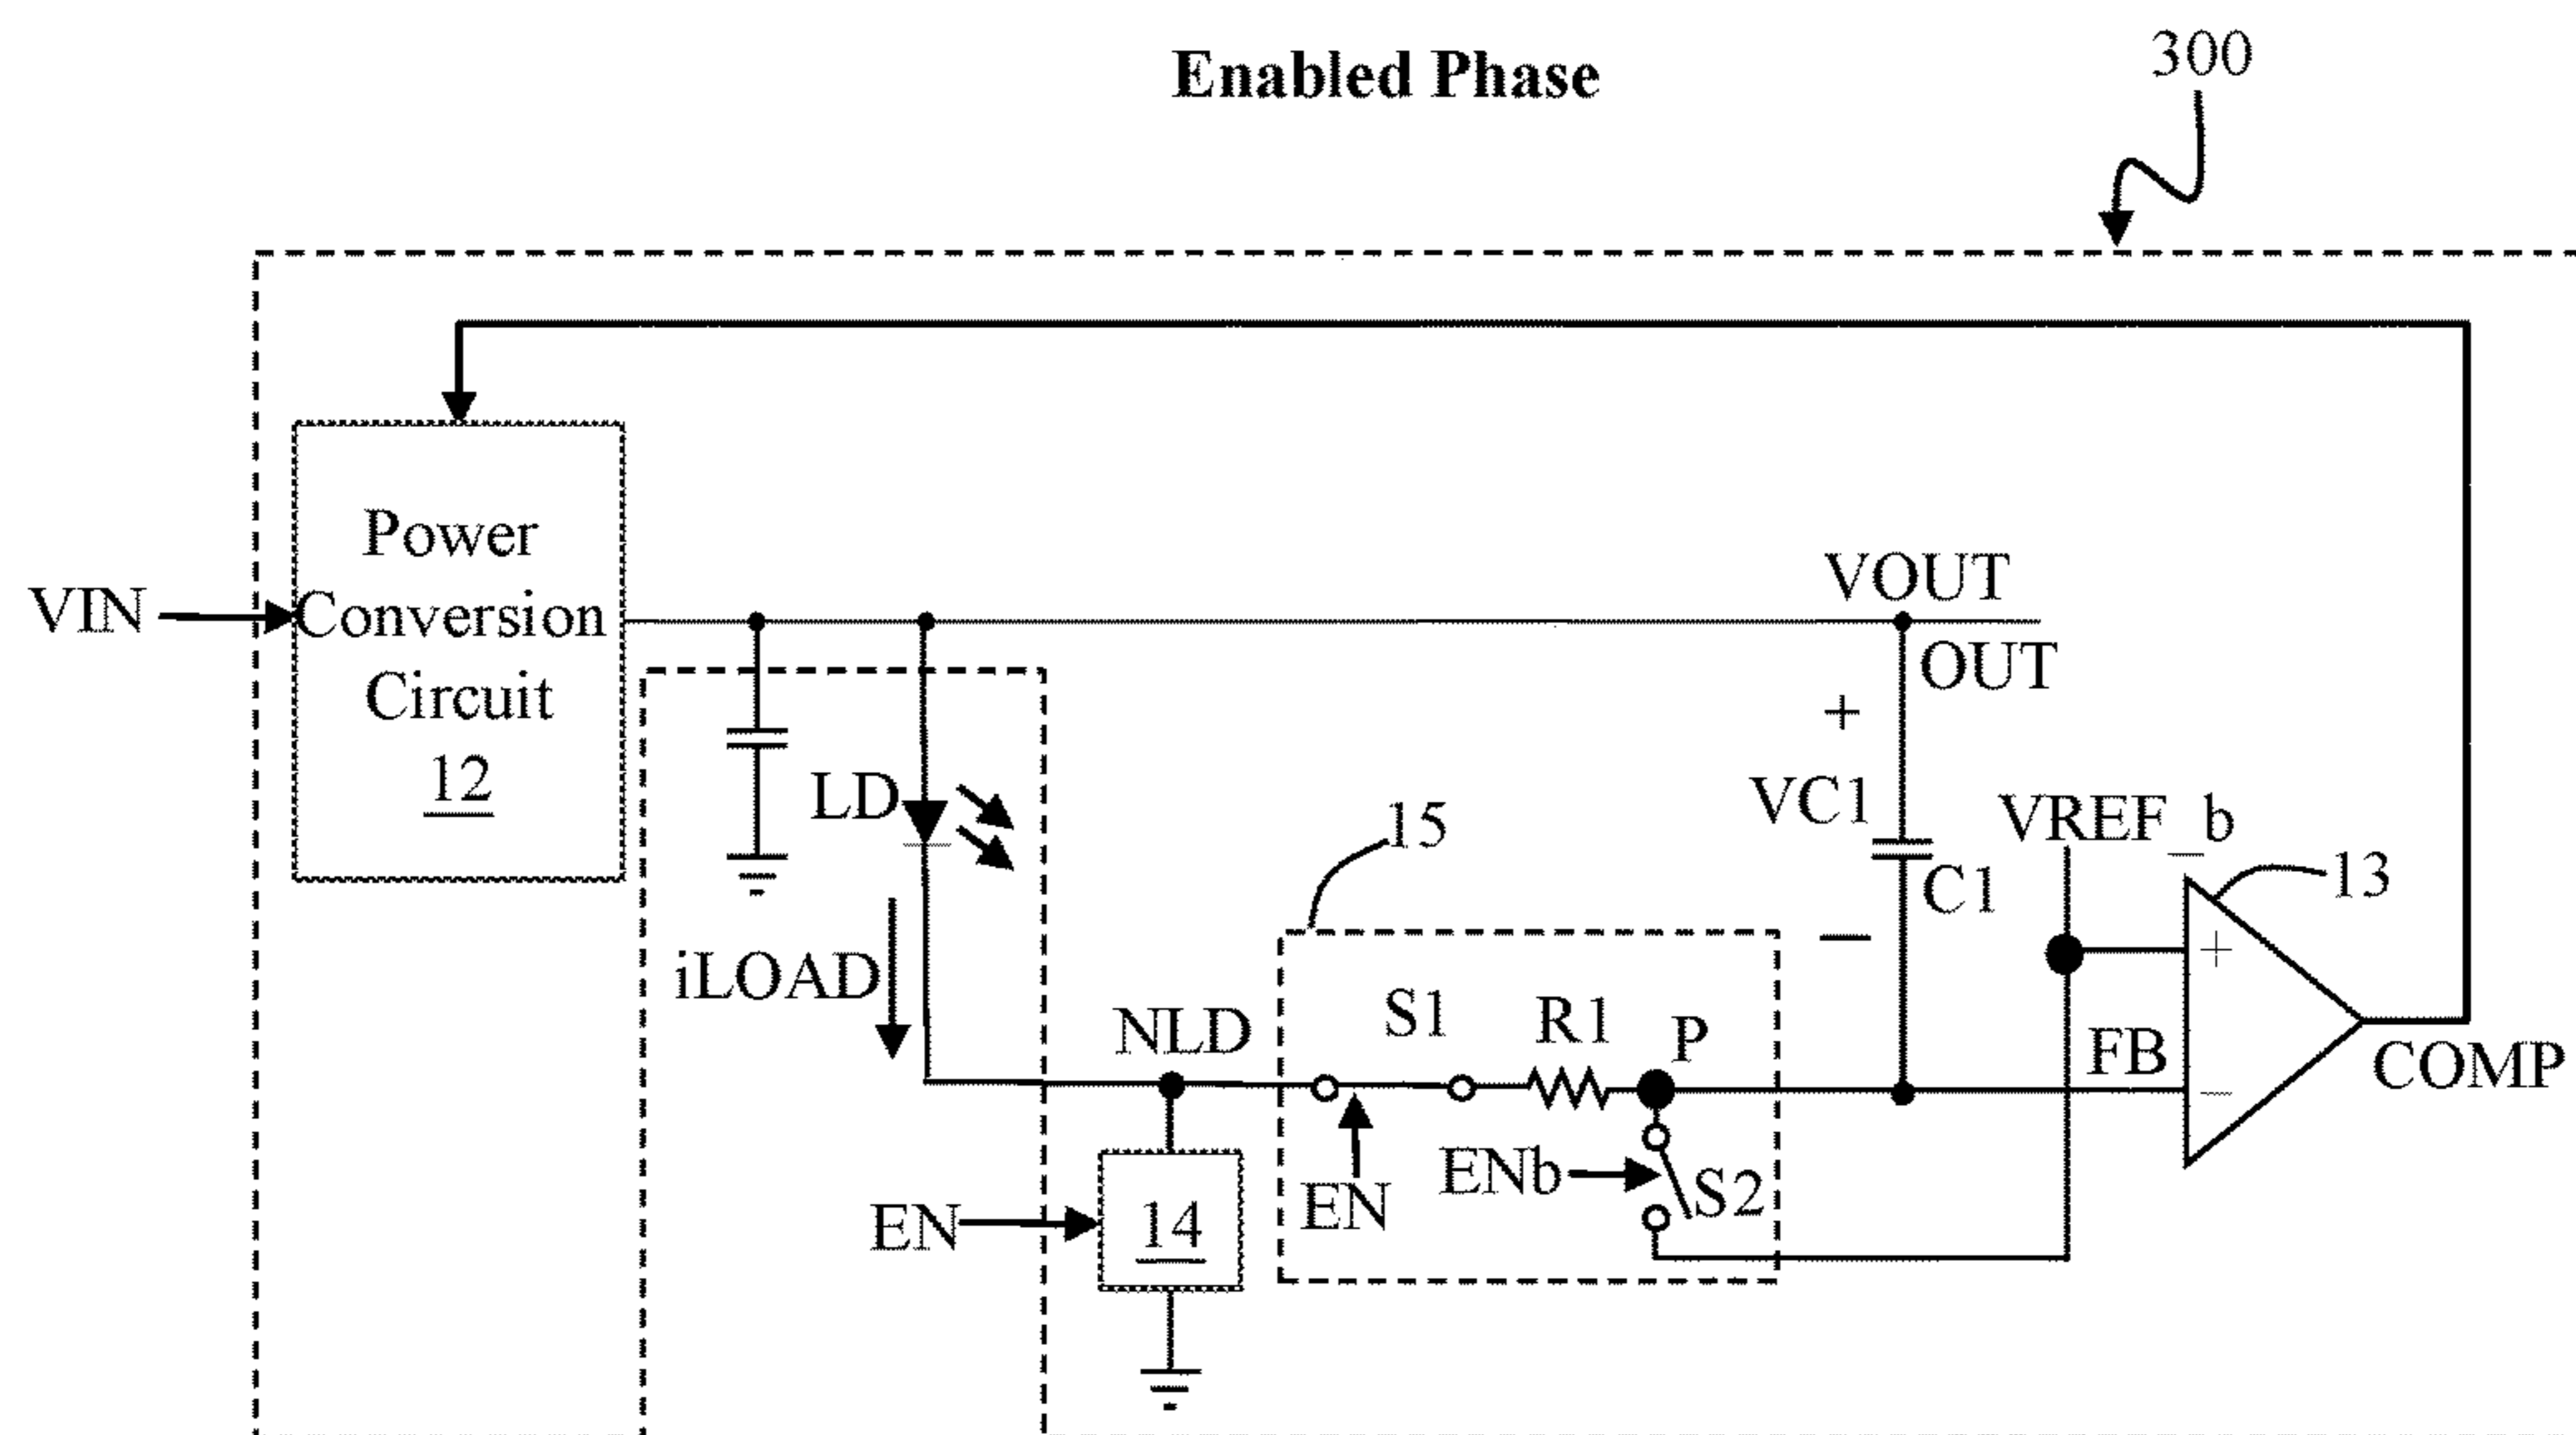 Enabled Phase
300
Power
Conversion
Circuit
12
VIN
VOUT
OUT
+
VC1
C1
−
LD
iLOAD
15
VREF_b
13
+
−
NLD
S1
R1
P
FB
COMP
EN
ENb
S2
EN
14